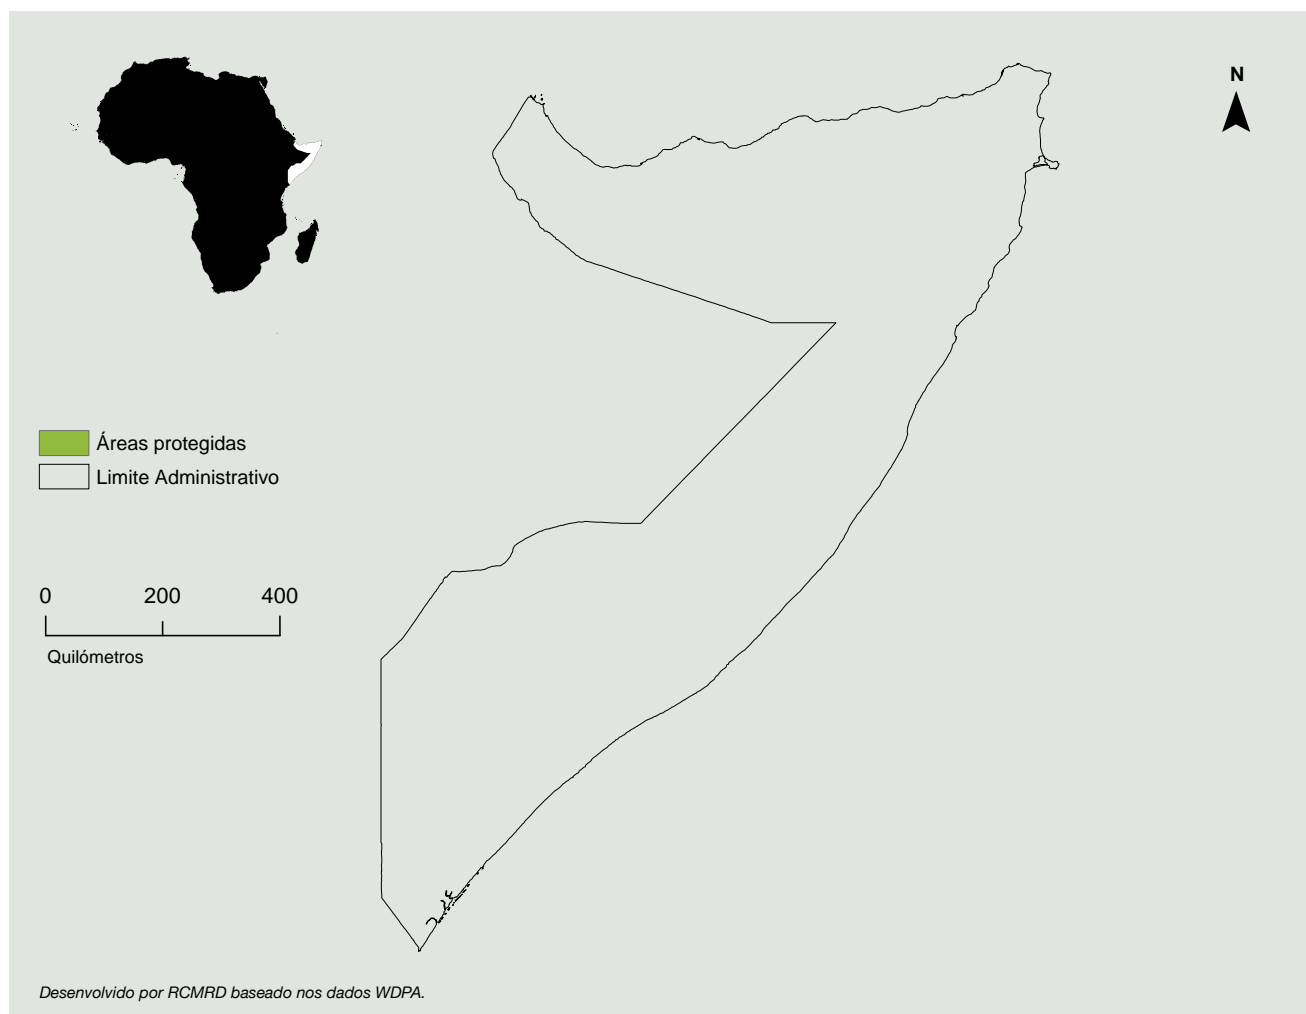 N
Áreas protegidas
Limite Administrativo
0 200 400
Quilómetros
Desenvolvido por RCMRD baseado nos dados WDPA.